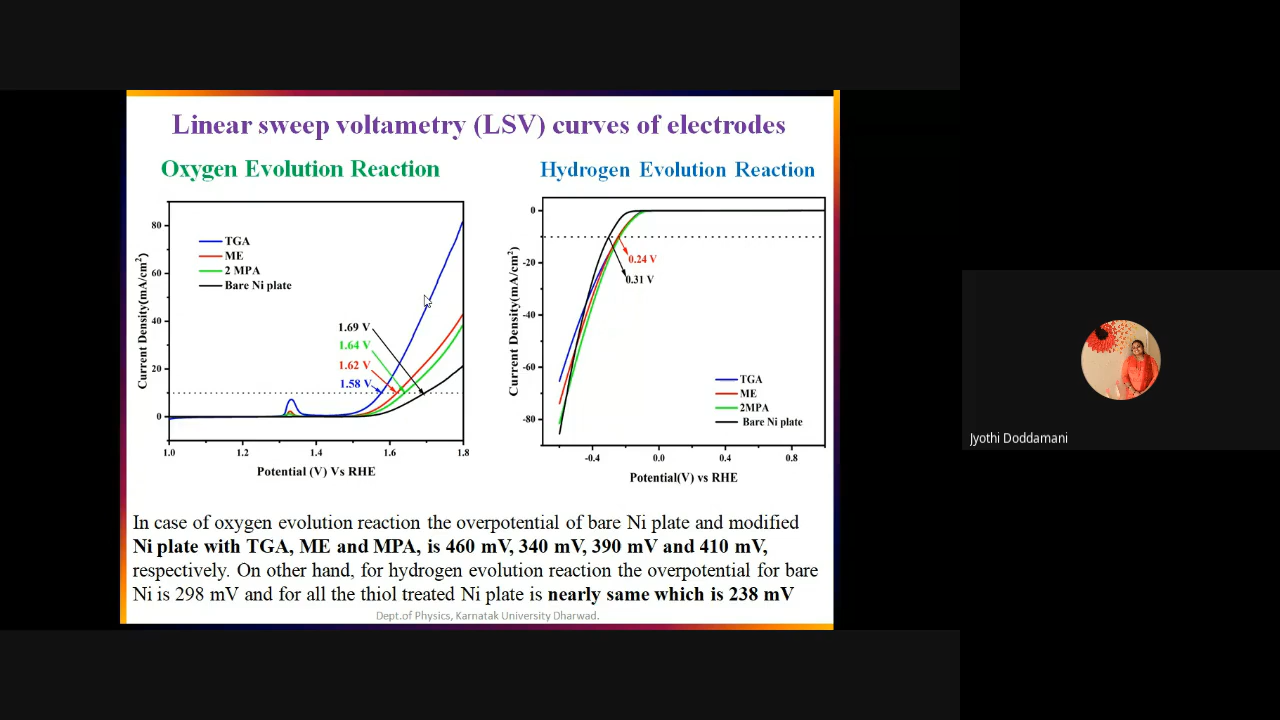 Linear sweep voltametry (LSV) curves of electrodes
Oxygen Evolution Reaction
Current Density(mA/cm²)
80
60
40
20
0
TGA
ME
2 MPA
Bare Ni plate
1.69 V
1.64 V
1.62 V
1.58 V
1.0 1.2 1.4 1.6 1.8
Potential (V) Vs RHE
Hydrogen Evolution Reaction
Current Density(mA/cm²)
0
-20
-40
-60
-80
0.24 V
0.31 V
TGA
ME
2MPA
Bare Ni plate
-0.4 0.0 0.4 0.8
Potential(V) vs RHE
In case of oxygen evolution reaction the overpotential of bare Ni plate and modified
Ni plate with TGA, ME and MPA, is 460 mV, 340 mV, 390 mV and 410 mV,
respectively. On other hand, for hydrogen evolution reaction the overpotential for bare
Ni is 298 mV and for all the thiol treated Ni plate is nearly same which is 238 mV
Dept.of Physics, Karnatak University Dharwad.
Jyothi Doddamani